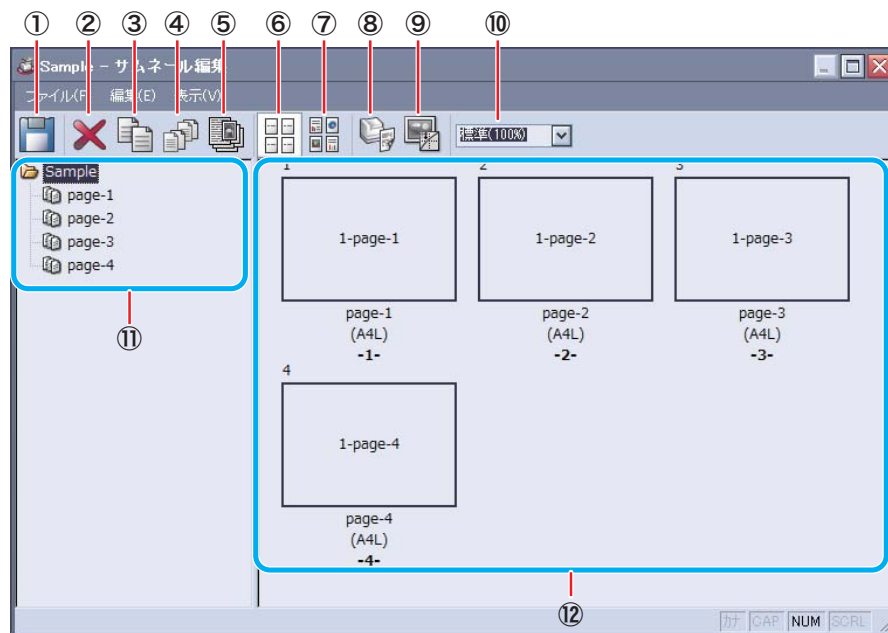 ① ② ③ ④ ⑤ ⑥ ⑦ ⑧ ⑨ ⑩
Sample - サムネール編集
ファイル(F) 編集(E) 表示(V)
標準(100%)
Sample
page-1
page-2
page-3
page-4
⑪
1 2 3
1-page-1 1-page-2 1-page-3
page-1 page-2 page-3
(A4L) (A4L) (A4L)
-1- -2- -3-
4
1-page-4
page-4
(A4L)
-4-
⑫
カナ CAP NUM SCRL